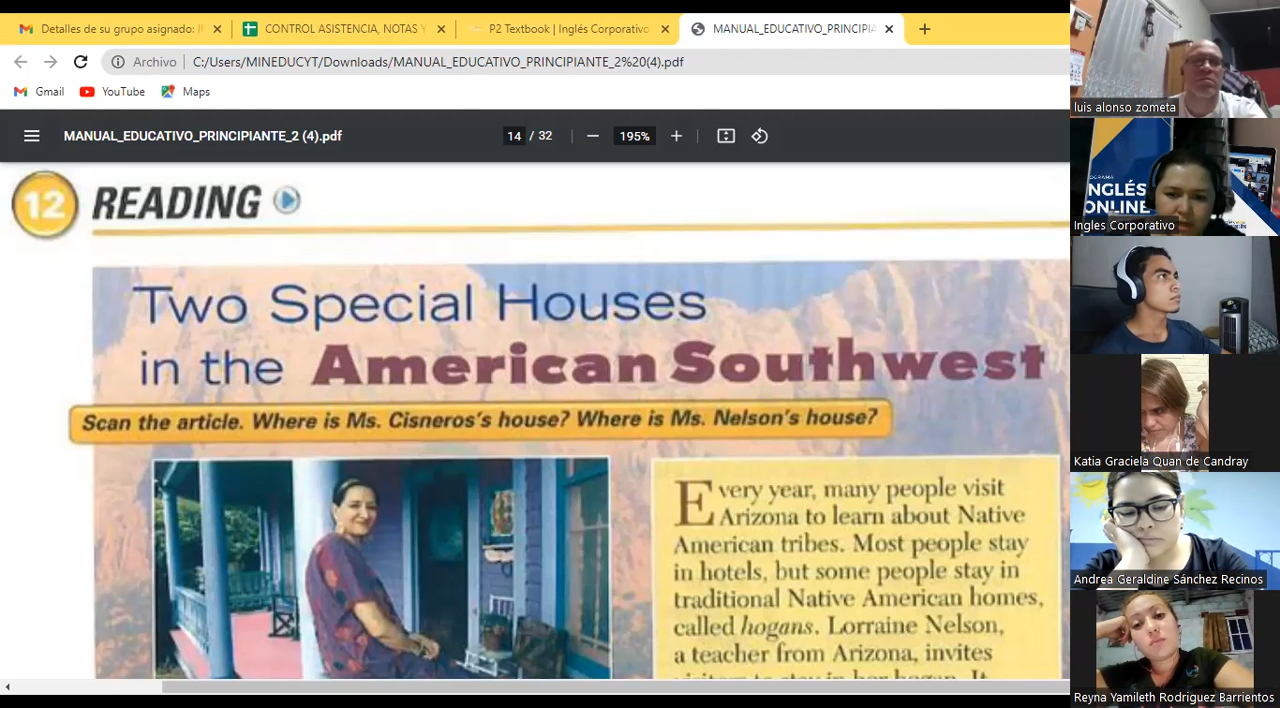 Detalles de su grupo asignado: I
CONTROL ASISTENCIA, NOTAS Y
P2 Textbook | Inglés Corporativo
MANUAL_EDUCATIVO_PRINCIPIA
Archivo
C:/Users/MINEDUCYT/Downloads/MANUAL_EDUCATIVO_PRINCIPIANTE_2%20(4).pdf
Gmail
YouTube
Maps
MANUAL_EDUCATIVO_PRINCIPIANTE_2 (4).pdf
14 / 32
195%
12 READING
Two Special Houses
in the American Southwest
Scan the article. Where is Ms. Cisneros's house? Where is Ms. Nelson's house?
Every year, many people visit
Arizona to learn about Native
American tribes. Most people stay
in hotels, but some people stay in
traditional Native American homes,
called hogans. Lorraine Nelson,
a teacher from Arizona, invites
luis alonso zometa
INGLÉS
ONLINE
Ingles Corporativo
Katia Graciela Quan de Candray
Andrea Geraldine Sánchez Recinos
Reyna Yamileth Rodriguez Barrientos